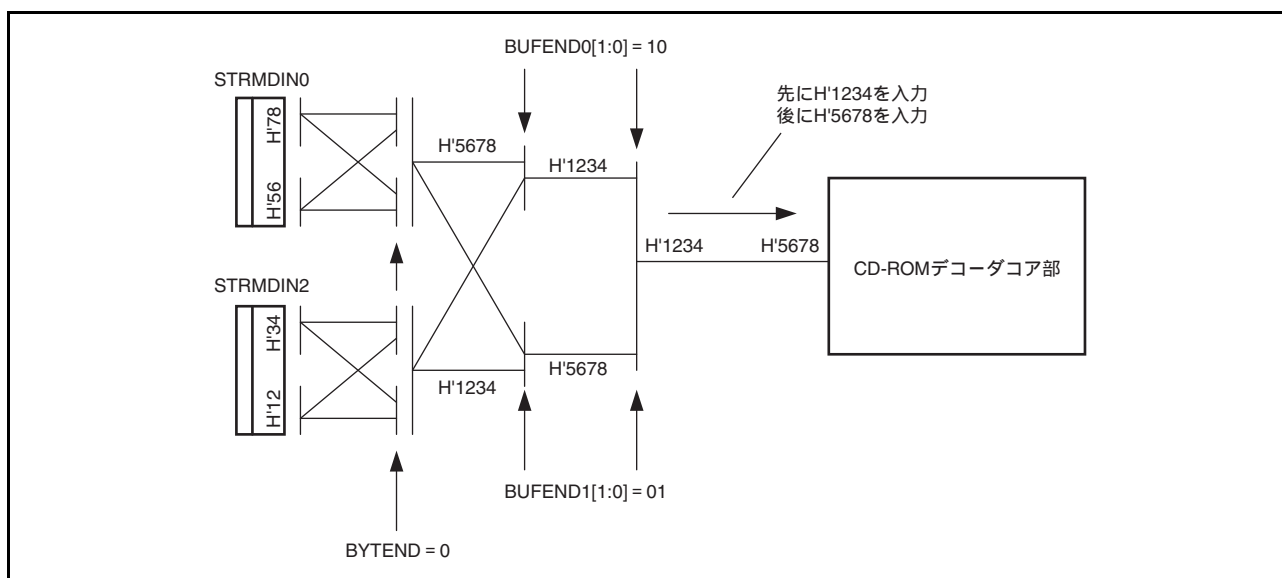 BUFEND0[1:0] = 10
STRMDIN0
先にH'1234を入力
後にH'5678を入力
H'78
H'56
H'5678
H'1234
H'1234
H'5678
CD-ROMデコーダコア部
STRMDIN2
H'34
H'12
H'1234
H'5678
BUFEND1[1:0] = 01
BYTEND = 0